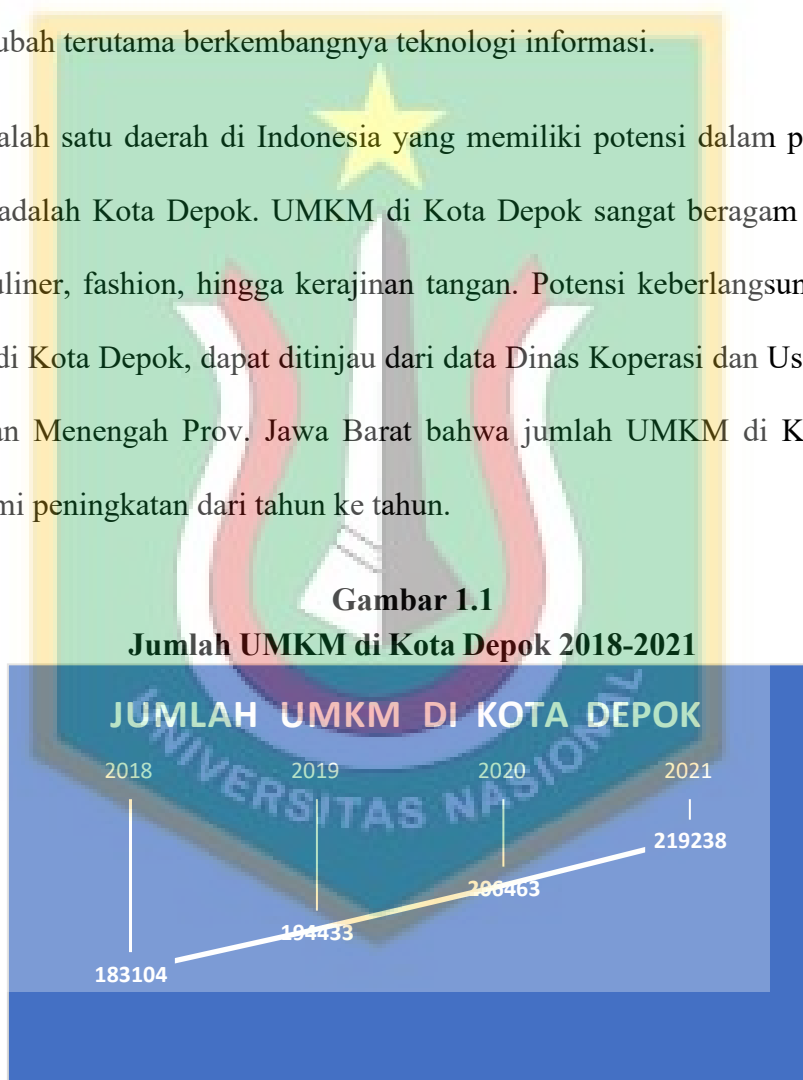 ubah terutama berkembangnya teknologi informasi.
alah satu daerah di Indonesia yang memiliki potensi dalam p
adalah Kota Depok. UMKM di Kota Depok sangat beragam
uliner, fashion, hingga kerajinan tangan. Potensi keberlangsun
di Kota Depok, dapat ditinjau dari data Dinas Koperasi dan Us
an Menengah Prov. Jawa Barat bahwa jumlah UMKM di K
mi peningkatan dari tahun ke tahun.
Gambar 1.1
Jumlah UMKM di Kota Depok 2018-2021
JUMLAH UMKM DI KOTA DEPOK
2018 2019 2020 2021
219238
206463
194433
183104
UNIVERSITAS NASIONAL